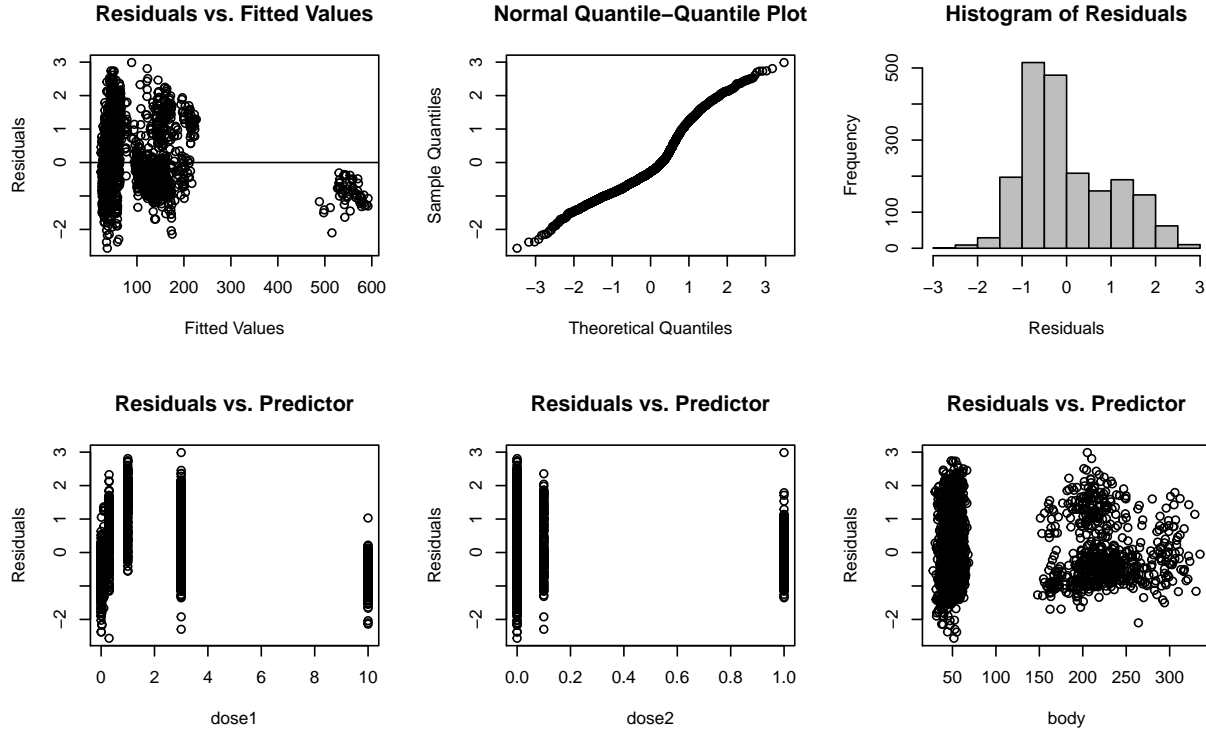 Residuals vs. Fitted Values
Normal Quantile−Quantile Plot
Histogram of Residuals
Residuals
3
2
1
0
−2
100 200 300 400 500 600
Fitted Values
Sample Quantiles
3
2
1
0
−2
−3 −2 −1 0 1 2 3
Theoretical Quantiles
Frequency
500
300
100
0
−3 −2 −1 0 1 2 3
Residuals
Residuals vs. Predictor
Residuals vs. Predictor
Residuals vs. Predictor
Residuals
3
2
1
0
−2
0 2 4 6 8 10
dose1
Residuals
3
2
1
0
−2
0.0 0.2 0.4 0.6 0.8 1.0
dose2
Residuals
3
2
1
0
−2
50 100 150 200 250 300
body